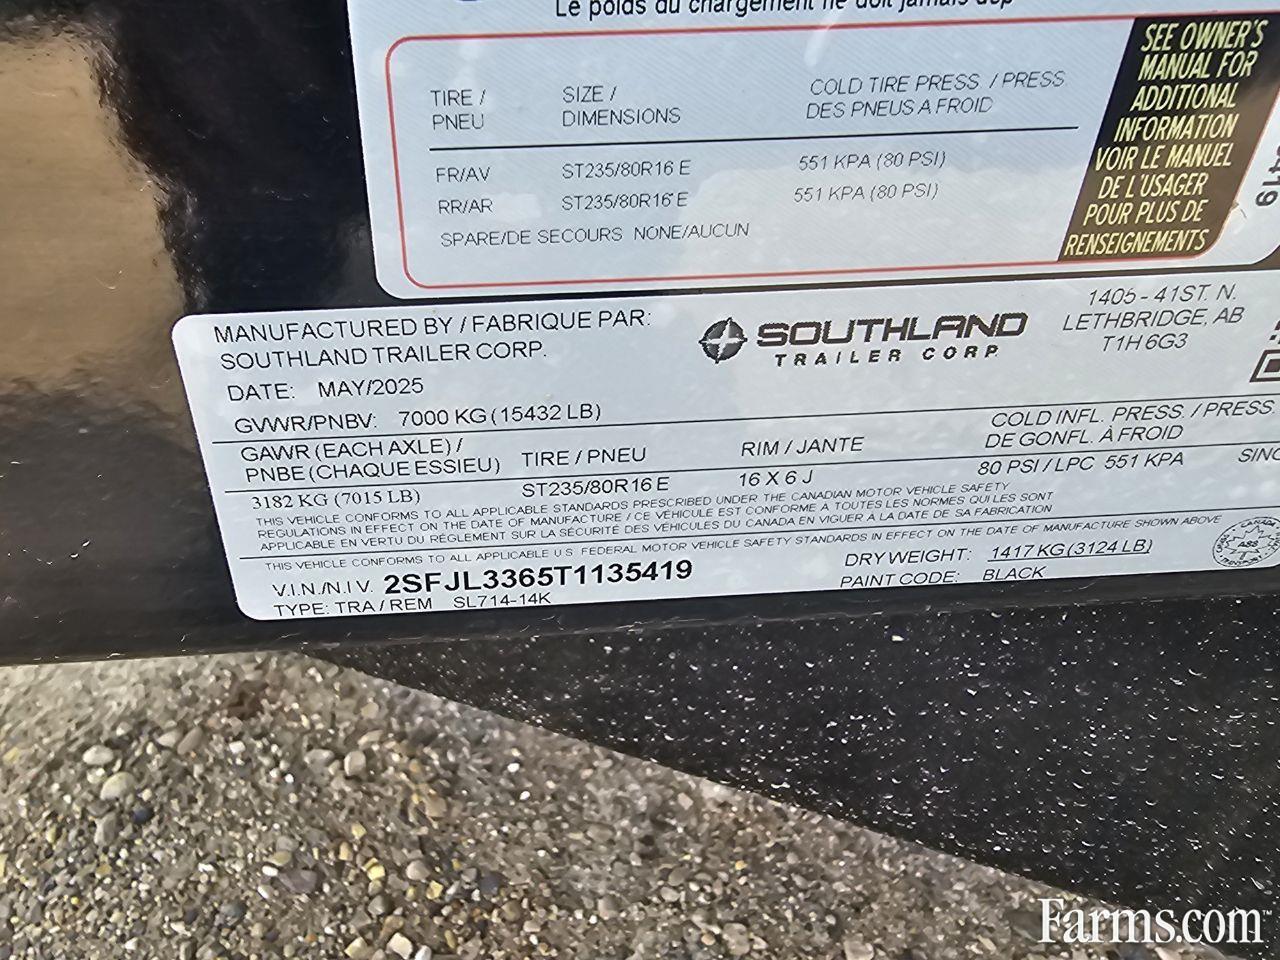 Le poids du chargement ne doit jamais dép
TIRE / PNEU
SIZE / DIMENSIONS
COLD TIRE PRESS. / PRESS. DES PNEUS A FROID
FR/AV ST235/80R16 E 551 KPA (80 PSI)
RR/AR ST235/80R16 E 551 KPA (80 PSI)
SPARE/DE SECOURS NONE/AUCUN
SEE OWNER'S
MANUAL FOR
ADDITIONAL
INFORMATION
VOIR LE MANUEL
DE L'USAGER
POUR PLUS DE
RENSEIGNEMENTS
5419
MANUFACTURED BY / FABRIQUE PAR:
SOUTHLAND TRAILER CORP.
SOUTHLAND
TRAILER CORP
1405 - 41ST. N.
LETHBRIDGE, AB
T1H 6G3
DATE: MAY/2025
GVWR/PNBV: 7000 KG (15432 LB)
GAWR (EACH AXLE) / PNBE (CHAQUE ESSIEU)
TIRE / PNEU
RIM / JANTE
COLD INFL. PRESS. / PRESS. DE GONFL. À FROID
3182 KG (7015 LB) ST235/80R16 E 16 X 6 J 80 PSI / LPC 551 KPA
THIS VEHICLE CONFORMS TO ALL APPLICABLE STANDARDS PRESCRIBED UNDER THE CANADIAN MOTOR VEHICLE SAFETY
REGULATIONS IN EFFECT ON THE DATE OF MANUFACTURE / CE VÉHICULE EST CONFORME A TOUTES LES NORMES QUI LES SONT
APPLICABLE EN VERTU DU RÉGLEMENT SUR LA SÉCURITÉ DES VÉHICULES DU CANADA EN VIGUER À LA DATE DE SA FABRICATION
THIS VEHICLE CONFORMS TO ALL APPLICABLE U.S. FEDERAL MOTOR VEHICLE SAFETY STANDARDS IN EFFECT ON THE DATE OF MANUFACTURE SHOWN ABOVE
V.I.N./N.I.V. 2SFJL3365T1135419
DRY WEIGHT: 1417 KG (3124 LB)
TYPE: TRA / REM SL714-14K
PAINT CODE: BLACK
CANADA
TRANSPORT
Farms.com